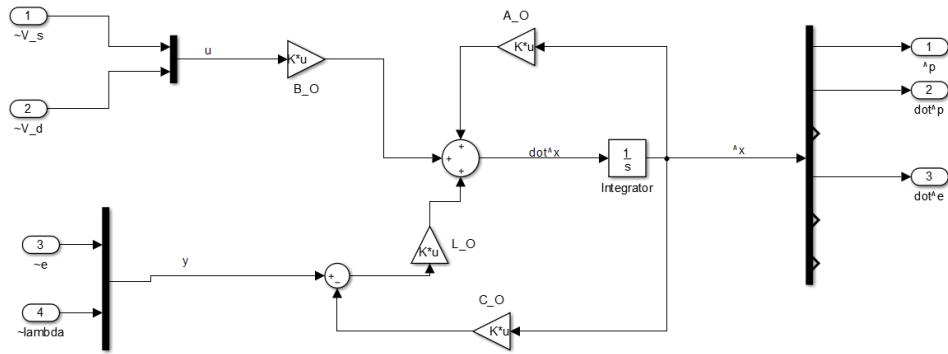 1
~V_s
2
~V_d
u
K*u
B_O
A_O
K*u
+
+
+
dot^x
1
s
Integrator
^x
1
^p
2
dot^p
3
dot^e
3
~e
4
~lambda
y
+
−
K*u
L_O
C_O
K*u